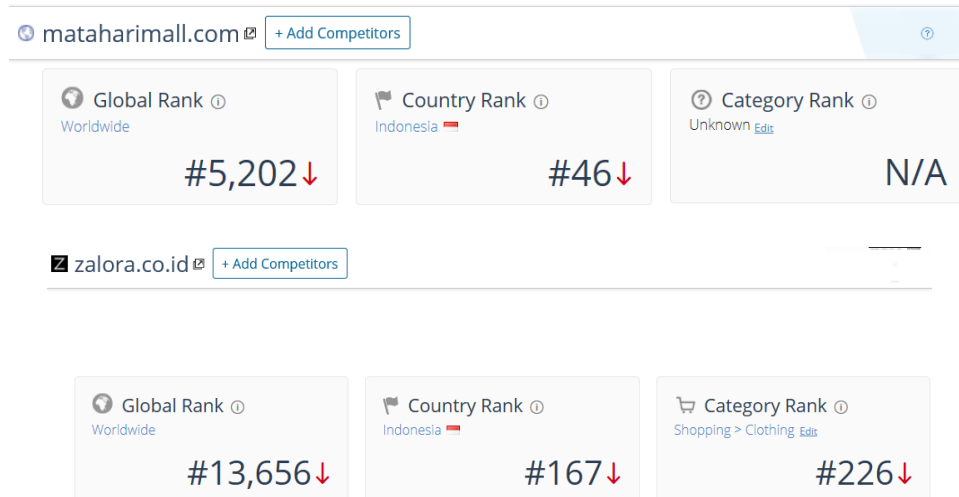 mataharimall.com + Add Competitors
Global Rank
Worldwide
#5,202
Country Rank
Indonesia
#46
Category Rank
Unknown Edit
N/A
Z zalora.co.id + Add Competitors
Global Rank
Worldwide
#13,656
Country Rank
Indonesia
#167
Category Rank
Shopping > Clothing Edit
#226